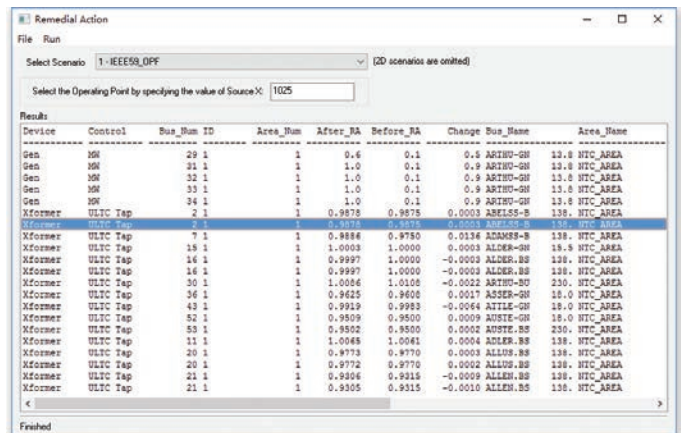 Remedial Action
File Run
Select Scenario 1 - IEEE59_OPF (2D scenarios are omitted)
Select the Operating Point by specifying the value of Source X: 1025
Results
Device Control Bus_Num ID Area_Num After_RA Before_RA Change Bus_Name Area_Name
Gen MW 29 1 1 0.6 0.1 0.5 ARTHU-GN 13.8 NTC_AREA
Gen MW 31 1 1 1.0 0.1 0.9 ARTHU-GN 13.8 NTC_AREA
Gen MW 32 1 1 1.0 0.1 0.9 ARTHU-GN 13.8 NTC_AREA
Gen MW 33 1 1 1.0 0.1 0.9 ARTHU-GN 13.8 NTC_AREA
Gen MW 34 1 1 1.0 0.1 0.9 ARTHU-GN 13.8 NTC_AREA
Xformer ULTC Tap 2 1 1 0.9878 0.9875 0.0003 ABELSS-B 138. NTC_AREA
Xformer ULTC Tap 2 1 1 0.9878 0.9875 0.0003 ABELSS-B 138. NTC_AREA
Xformer ULTC Tap 7 1 1 0.9886 0.9750 0.0136 ADAMSS-B 138. NTC_AREA
Xformer ULTC Tap 15 1 1 1.0003 1.0000 0.0003 ALDER-GN 15.5 NTC_AREA
Xformer ULTC Tap 16 1 1 0.9997 1.0000 -0.0003 ALDER.BS 138. NTC_AREA
Xformer ULTC Tap 16 1 1 0.9997 1.0000 -0.0003 ALDER.BS 138. NTC_AREA
Xformer ULTC Tap 30 1 1 1.0086 1.0108 -0.0022 ARTHU-BU 230. NTC_AREA
Xformer ULTC Tap 36 1 1 0.9625 0.9608 0.0017 ASSER-GN 18.0 NTC_AREA
Xformer ULTC Tap 43 1 1 0.9919 0.9983 -0.0064 ATTLE-GN 18.0 NTC_AREA
Xformer ULTC Tap 52 1 1 0.9509 0.9500 0.0009 AUSTE-GN 18.0 NTC_AREA
Xformer ULTC Tap 53 1 1 0.9502 0.9500 0.0002 AUSTE.BS 230. NTC_AREA
Xformer ULTC Tap 11 1 1 1.0065 1.0061 0.0004 ADLER.BS 138. NTC_AREA
Xformer ULTC Tap 20 1 1 0.9773 0.9770 0.0003 ALLUS.BS 138. NTC_AREA
Xformer ULTC Tap 20 1 1 0.9772 0.9770 0.0002 ALLUS.BS 138. NTC_AREA
Xformer ULTC Tap 21 1 1 0.9306 0.9315 -0.0009 ALLEN.BS 138. NTC_AREA
Xformer ULTC Tap 21 1 1 0.9305 0.9315 -0.0010 ALLEN.BS 138. NTC_AREA
Finished